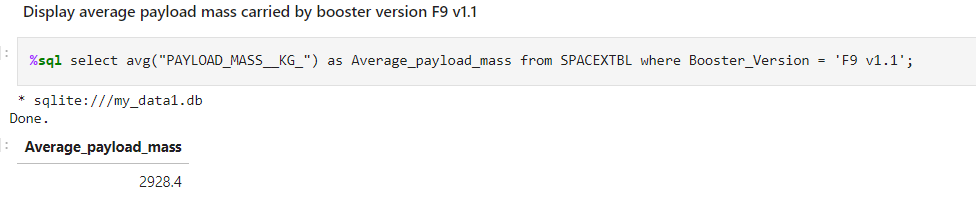 Display average payload mass carried by booster version F9 v1.1
: %sql select avg("PAYLOAD_MASS__KG_") as Average_payload_mass from SPACEXTBL where Booster_Version = 'F9 v1.1';
* sqlite:///my_data1.db
Done.
: Average_payload_mass
2928.4